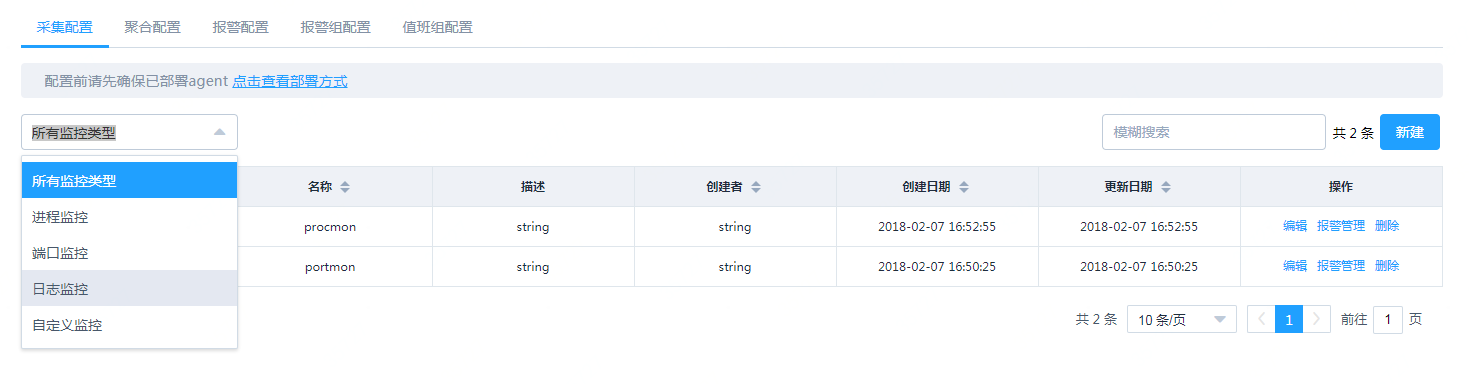 采集配置 聚合配置 报警配置 报警组配置 值班组配置
配置前请先确保已部署agent 点击查看部署方式
所有监控类型 模糊搜索 共 2 条 新建
所有监控类型
进程监控
端口监控
日志监控
自定义监控
名称 描述 创建者 创建日期 更新日期 操作
procmon string string 2018-02-07 16:52:55 2018-02-07 16:52:55 编辑 报警管理 删除
portmon string string 2018-02-07 16:50:25 2018-02-07 16:50:25 编辑 报警管理 删除
共 2 条 10 条/页 1 前往 1 页